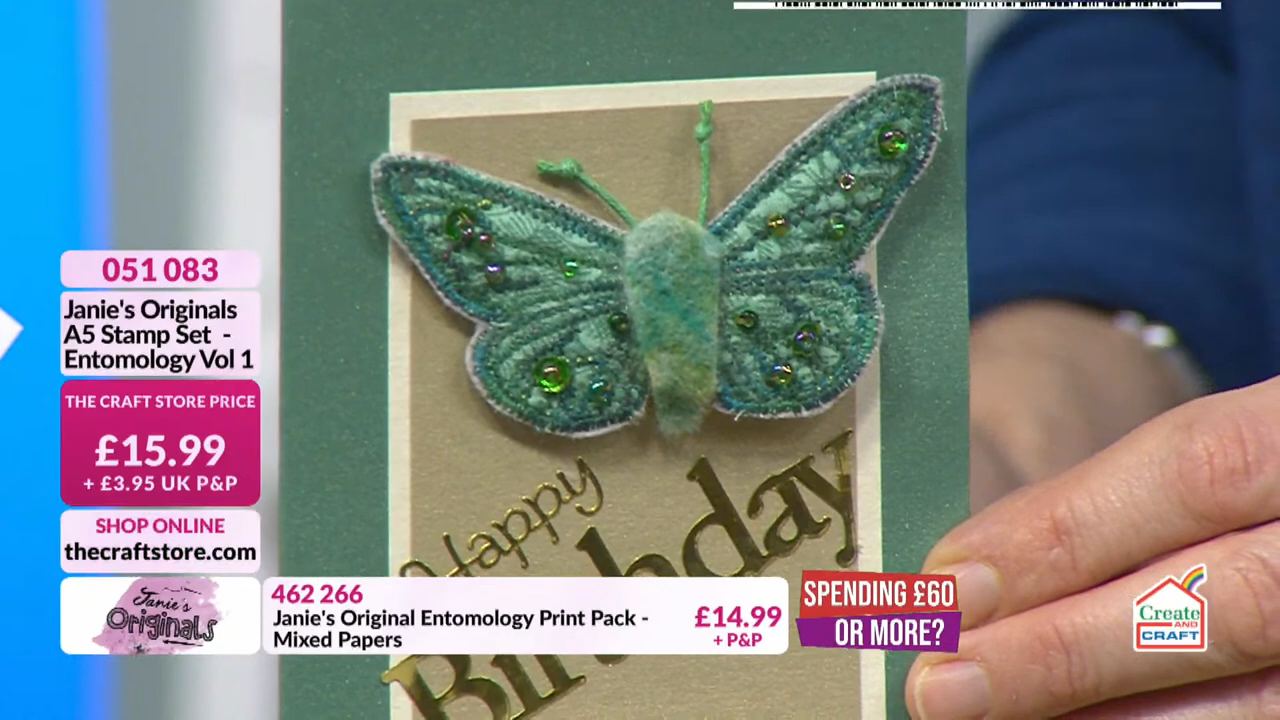 051 083
Janie's Originals
A5 Stamp Set -
Entomology Vol 1
THE CRAFT STORE PRICE
£15.99
+ £3.95 UK P&P
SHOP ONLINE
thecraftstore.com
Happy
Birthday
Janie's
Originals
462 266
Janie's Original Entomology Print Pack -
Mixed Papers
£14.99
+ P&P
SPENDING £60
OR MORE?
Create
AND
CRAFT
Birthday